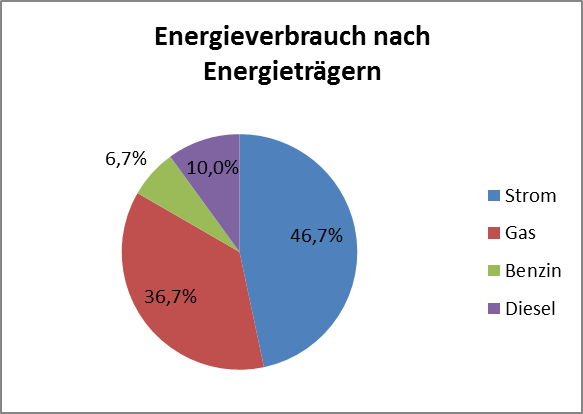 Energieverbrauch nach
Energieträgern
6,7%
10,0%
46,7%
36,7%
Strom
Gas
Benzin
Diesel